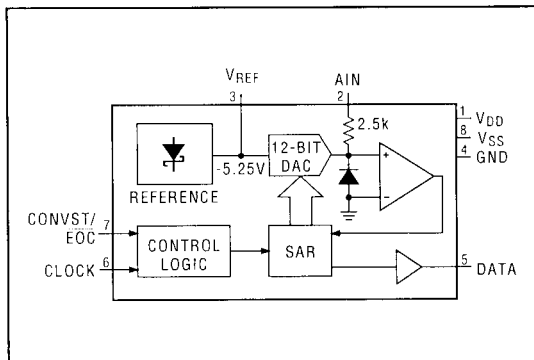 VREF
3
AIN
2
1 VDD
8 VSS
4 GND
2.5k
12-BIT
DAC
-5.25V
REFERENCE
+
-
CONVST/
EOC
7
CONTROL
LOGIC
SAR
CLOCK
6
5
DATA